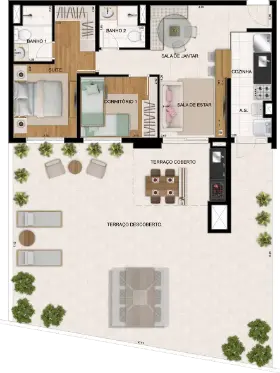 BANHO 1
BANHO 2
SUÍTE
SALA DE JANTAR
COZINHA
DORMITÓRIO 1
SALA DE ESTAR
A.S.
TERRAÇO COBERTO
TERRAÇO DESCOBERTO